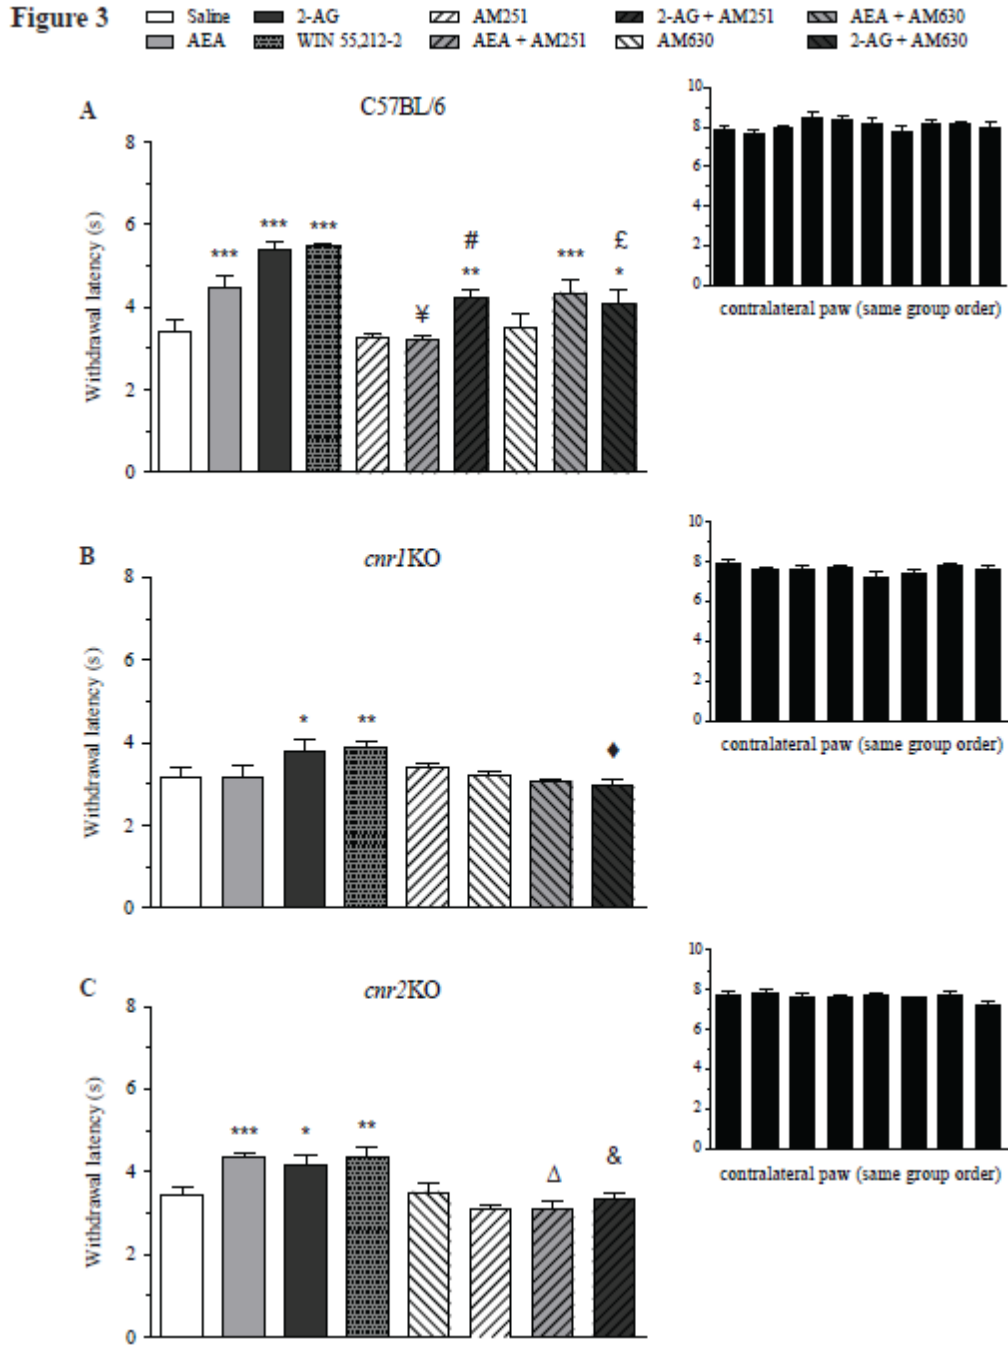 Figure 3
Saline 2-AG AM251 2-AG + AM251 AEA + AM630
AEA WIN 55,212-2 AEA + AM251 AM630 2-AG + AM630
A C57BL/6
Withdrawal latency (s)
8
6
4
2
0
*** *** *** ¥ # ** *** £ *
10
8
6
4
2
0
contralateral paw (same group order)
B cnr1KO
Withdrawal latency (s)
8
6
4
2
0
* ** ♦
10
8
6
4
2
0
contralateral paw (same group order)
C cnr2KO
Withdrawal latency (s)
8
6
4
2
0
*** * ** Δ &
10
8
6
4
2
0
contralateral paw (same group order)